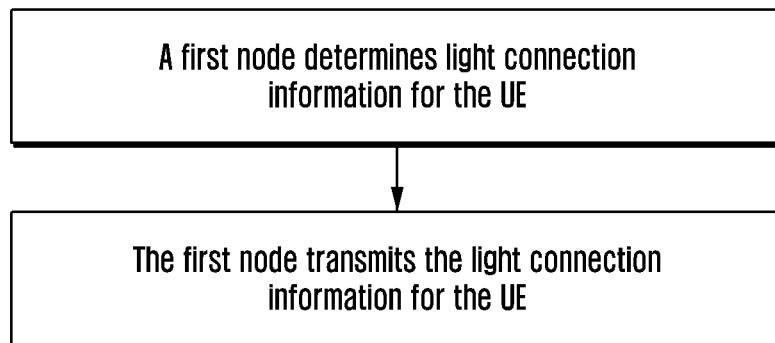 A first node determines light connection
information for the UE
The first node transmits the light connection
information for the UE